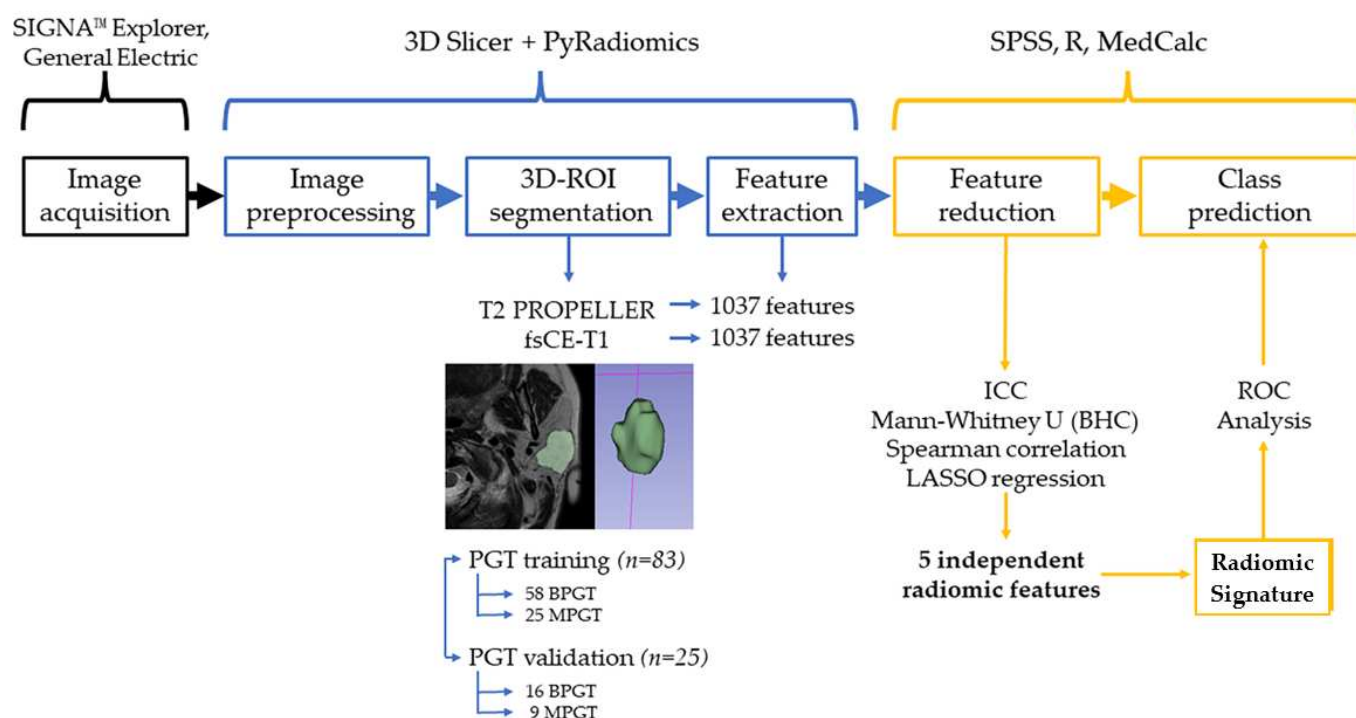 SIGNA™ Explorer,
General Electric
3D Slicer + PyRadiomics
SPSS, R, MedCalc
Image
acquisition
Image
preprocessing
3D-ROI
segmentation
Feature
extraction
Feature
reduction
Class
prediction
T2 PROPELLER
fsCE-T1
1037 features
1037 features
ICC
Mann-Whitney U (BHC)
Spearman correlation
LASSO regression
ROC
Analysis
PGT training (n=83)
58 BPGT
25 MPGT
PGT validation (n=25)
16 BPGT
9 MPGT
5 independent
radiomic features
Radiomic
Signature